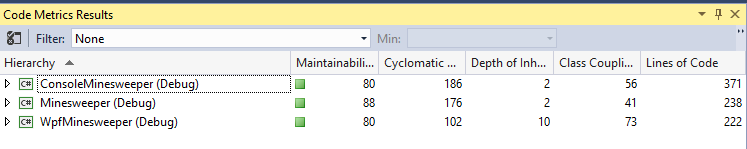 Code Metrics Results
Filter: None Min:
Hierarchy Maintainabili... Cyclomatic ... Depth of Inh... Class Coupli... Lines of Code
C# ConsoleMinesweeper (Debug) 80 186 2 56 371
C# Minesweeper (Debug) 88 176 2 41 238
C# WpfMinesweeper (Debug) 80 102 10 73 222